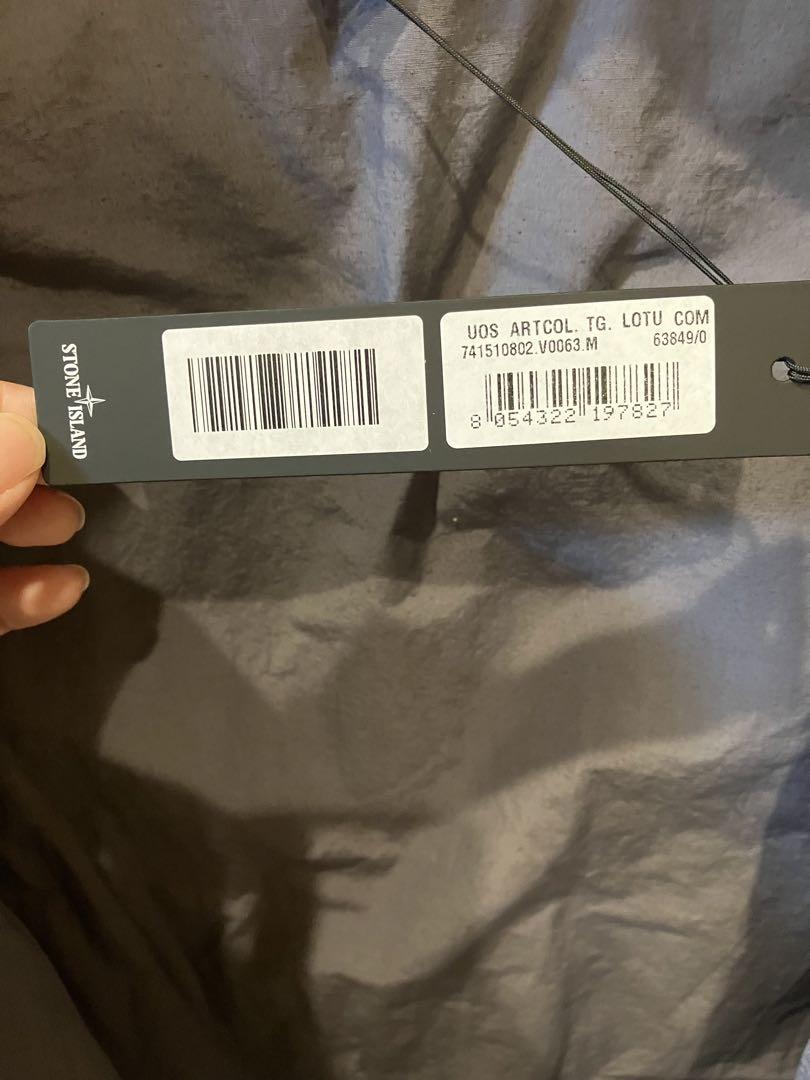 STONE ISLAND
UOS ARTCOL. TG. LOTU COM
741510802.V0063.M 63849/0
8 054322 197827